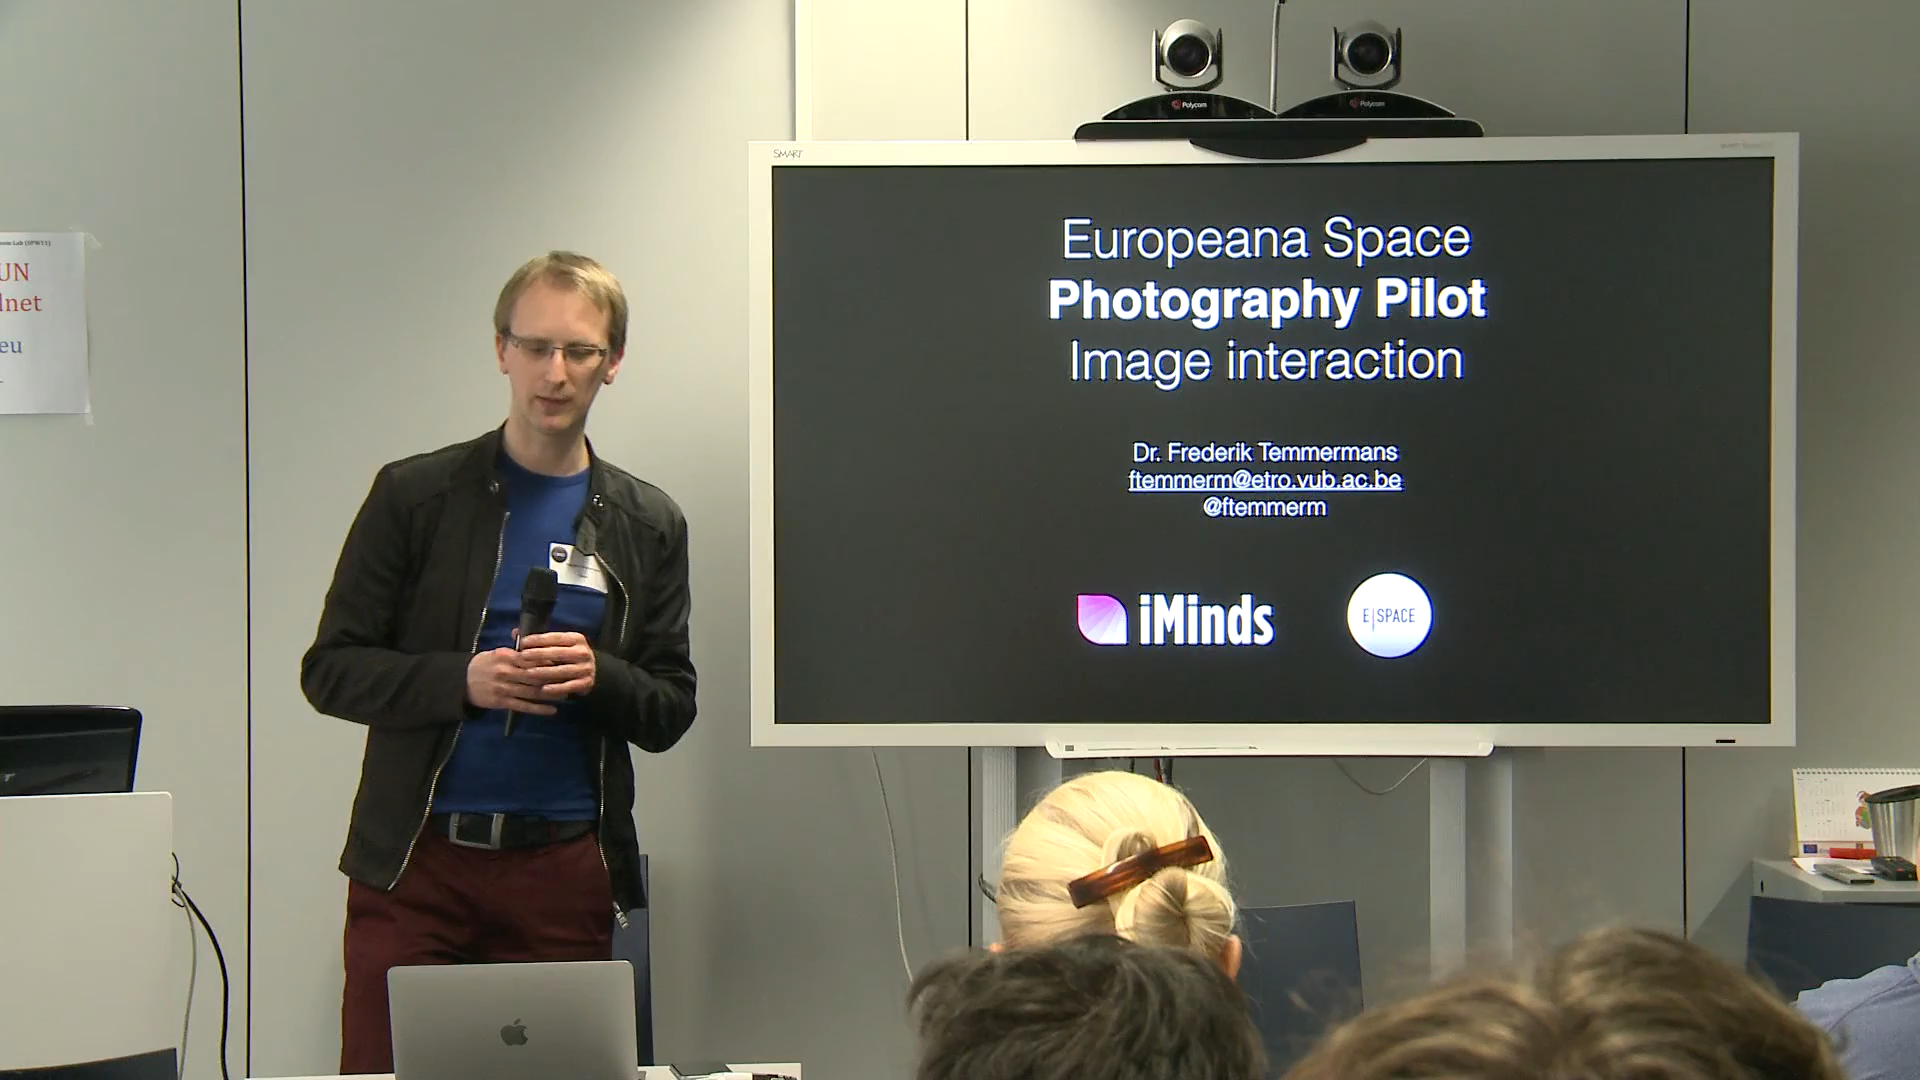 SMART
Polycom
Polycom
Europeana Space
Photography Pilot
Image interaction
Dr. Frederik Temmermans
ftemmerm@etro.vub.ac.be
@ftemmerm
iMinds
E|SPACE
UN
net
eu